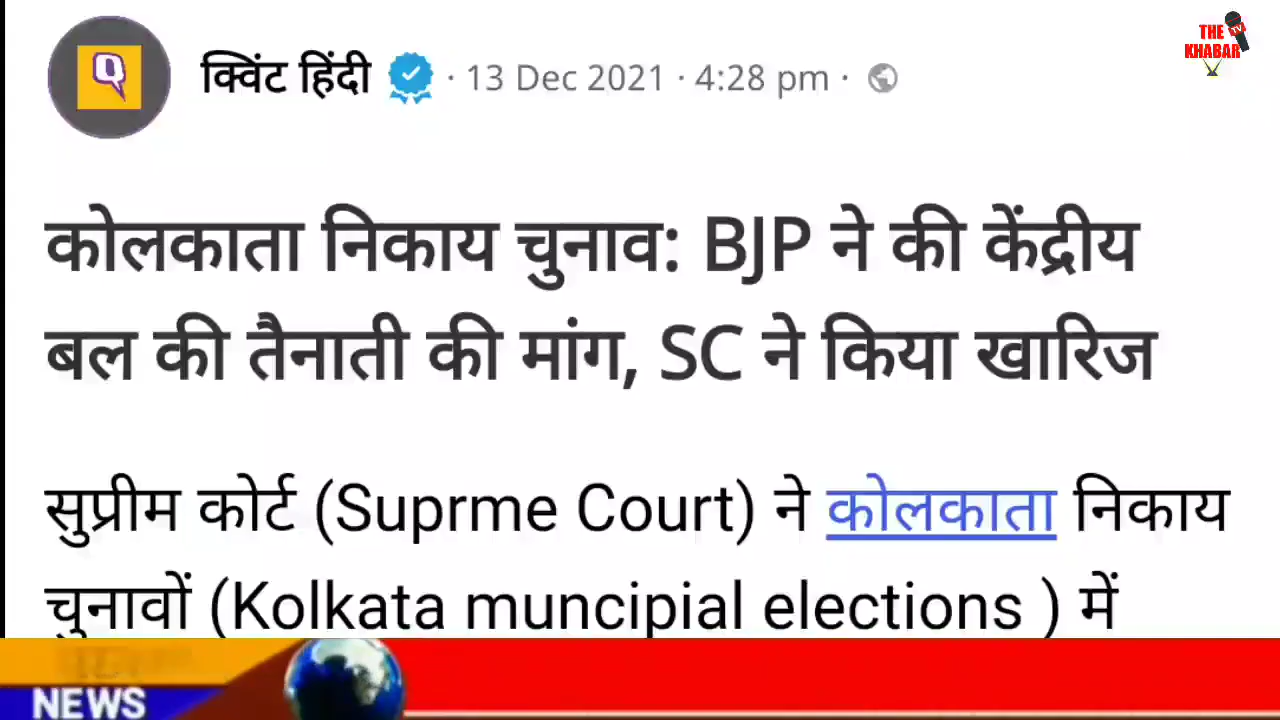 क्विंट हिंदी · 13 Dec 2021 · 4:28 pm ·
THE
KHABAR
TV
कोलकाता निकाय चुनाव: BJP ने की केंद्रीय
बल की तैनाती की मांग, SC ने किया खारिज
सुप्रीम कोर्ट (Suprme Court) ने कोलकाता निकाय
चुनावों (Kolkata muncipial elections ) में
NEWS